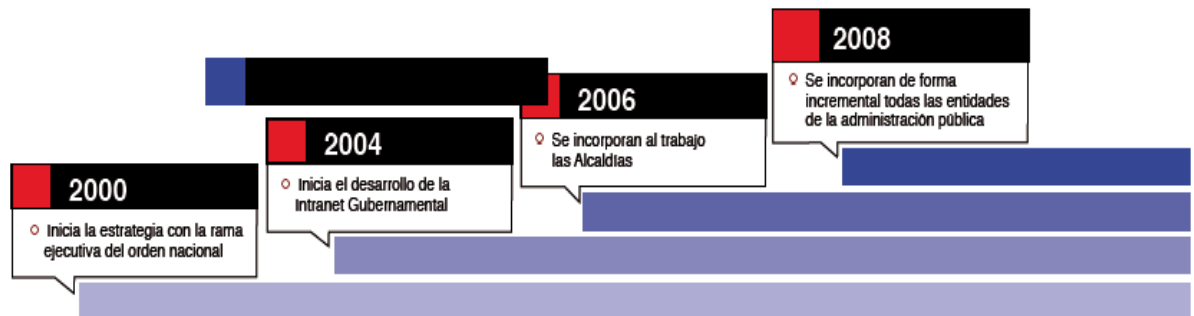 2000
Inicia la estrategia con la rama
ejecutiva del orden nacional
2004
Inicia el desarrollo de la
Intranet Gubernamental
2006
Se incorporan al trabajo
las Alcaldías
2008
Se incorporan de forma
incremental todas las entidades
de la administración pública